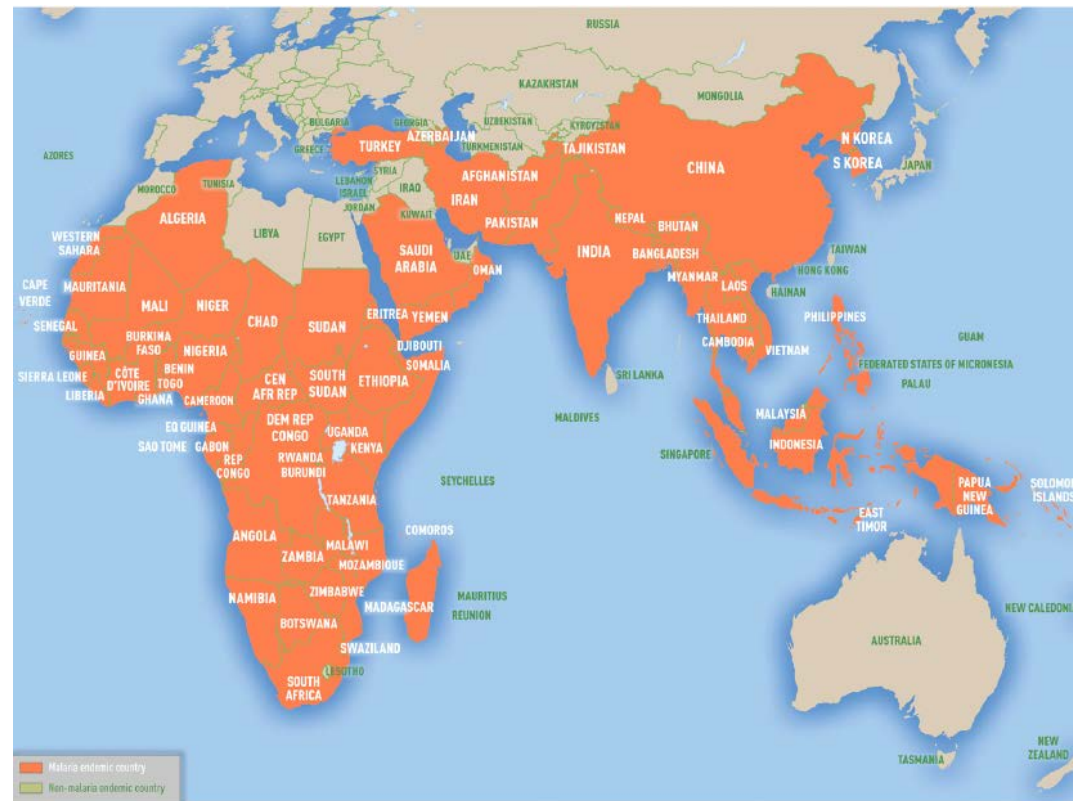 RUSSIA
KAZAKHSTAN
MONGOLIA
BULGARIA
GEORGIA
UZBEKISTAN
KYRGYZSTAN
AZERBAIJAN
N KOREA
GREECE
TURKEY
TURKMENISTAN
TAJIKISTAN
CHINA
S KOREA
JAPAN
AZORES
SYRIA
AFGHANISTAN
LEBANON
ISRAEL
IRAQ
IRAN
MOROCCO
TUNISIA
JORDAN
KUWAIT
PAKISTAN
NEPAL
BHUTAN
ALGERIA
LIBYA
EGYPT
SAUDI
ARABIA
UAE
OMAN
INDIA
BANGLADESH
TAIWAN
WESTERN
SAHARA
MYANMAR
LAOS
HONG KONG
HAINAN
CAPE
VERDE
MAURITANIA
MALI
NIGER
CHAD
SUDAN
ERITREA
YEMEN
THAILAND
PHILIPPINES
SENEGAL
BURKINA
FASO
NIGERIA
DJIBOUTI
CAMBODIA
VIETNAM
GUAM
GUINEA
SIERRA LEONE
CÔTE
D'IVOIRE
BENIN
TOGO
CEN
AFR REP
SOUTH
SUDAN
ETHIOPIA
SOMALIA
SRI LANKA
FEDERATED STATES OF MICRONESIA
PALAU
LIBERIA
GHANA
CAMEROON
MALDIVES
MALAYSIA
EQ GUINEA
DEM REP
CONGO
UGANDA
KENYA
SINGAPORE
INDONESIA
SAO TOME
GABON
REP
CONGO
RWANDA
BURUNDI
SEYCHELLES
PAPUA
NEW
GUINEA
SOLOMON
ISLANDS
TANZANIA
EAST
TIMOR
ANGOLA
ZAMBIA
MALAWI
COMOROS
MOZAMBIQUE
NAMIBIA
ZIMBABWE
MADAGASCAR
MAURITIUS
REUNION
NEW CALEDONIA
BOTSWANA
SWAZILAND
AUSTRALIA
LESOTHO
SOUTH
AFRICA
TASMANIA
NEW
ZEALAND
Malaria endemic country
Non-malaria endemic country